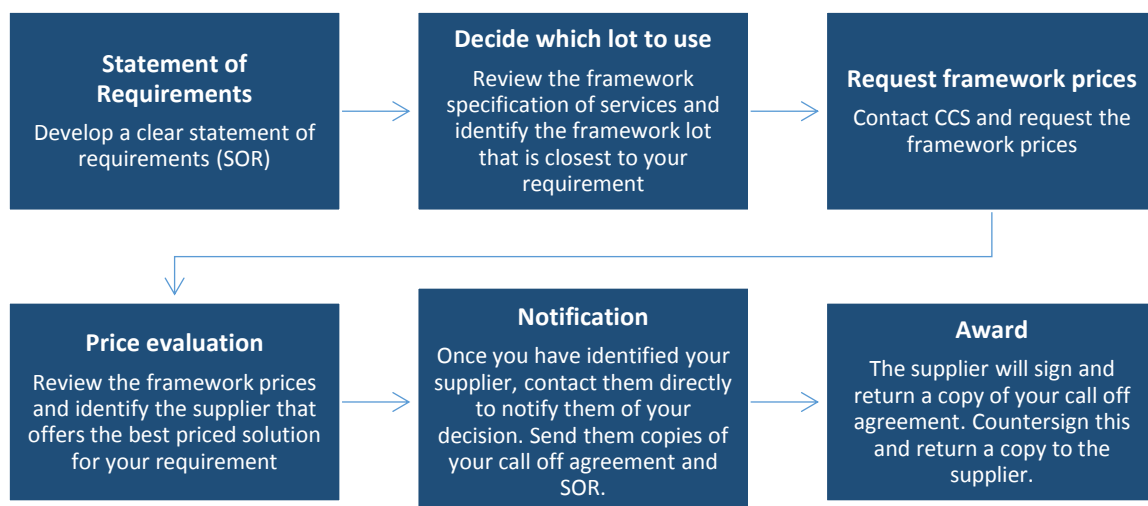 Statement of
Requirements
Develop a clear statement of
requirements (SOR)
Decide which lot to use
Review the framework
specification of services and
identify the framework lot
that is closest to your
requirement
Request framework prices
Contact CCS and request the
framework prices
Price evaluation
Review the framework prices
and identify the supplier that
offers the best priced solution
for your requirement
Notification
Once you have identified your
supplier, contact them directly
to notify them of your
decision. Send them copies of
your call off agreement and
SOR.
Award
The supplier will sign and
return a copy of your call off
agreement. Countersign this
and return a copy to the
supplier.